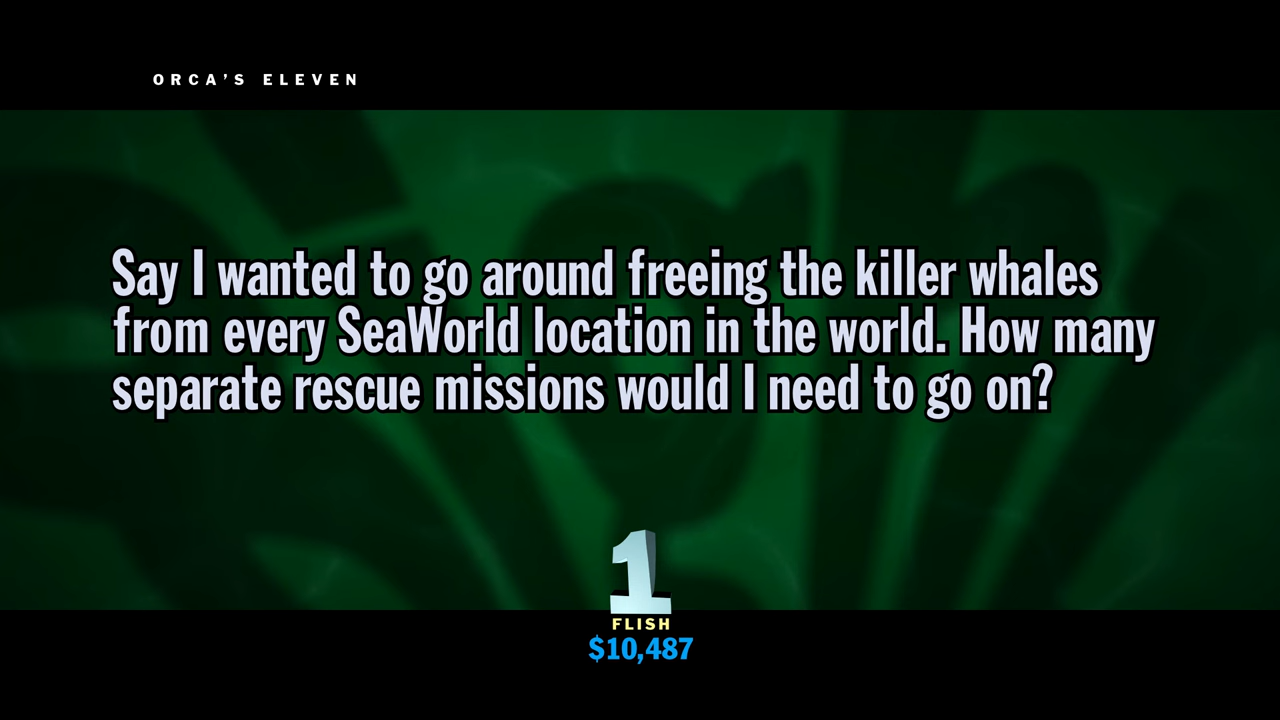 ORCA’S ELEVEN
Say I wanted to go around freeing the killer whales
from every SeaWorld location in the world. How many
separate rescue missions would I need to go on?
1
FLISH
$10,487